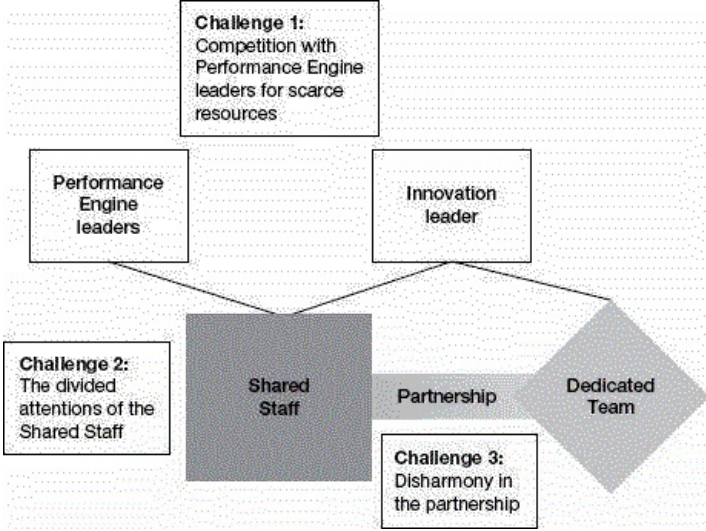 Challenge 1:
Competition with
Performance Engine
leaders for scarce
resources
Performance
Engine
leaders
Innovation
leader
Challenge 2:
The divided
attentions of the
Shared Staff
Shared
Staff
Partnership
Dedicated
Team
Challenge 3:
Disharmony in
the partnership